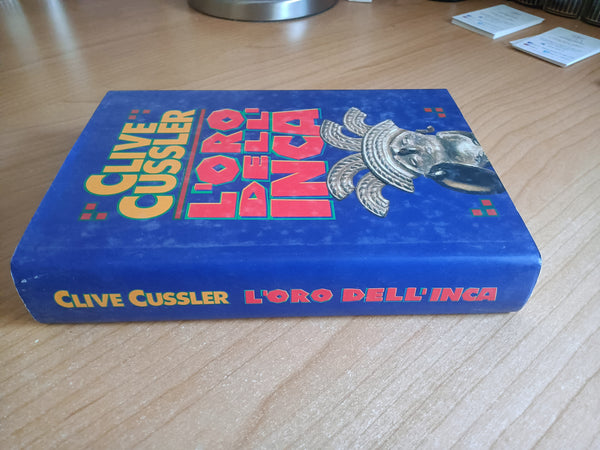 CLIVE
CUSSLER
L'ORO
DELL'
INCA
CLIVE CUSSLER L'ORO DELL'INCA